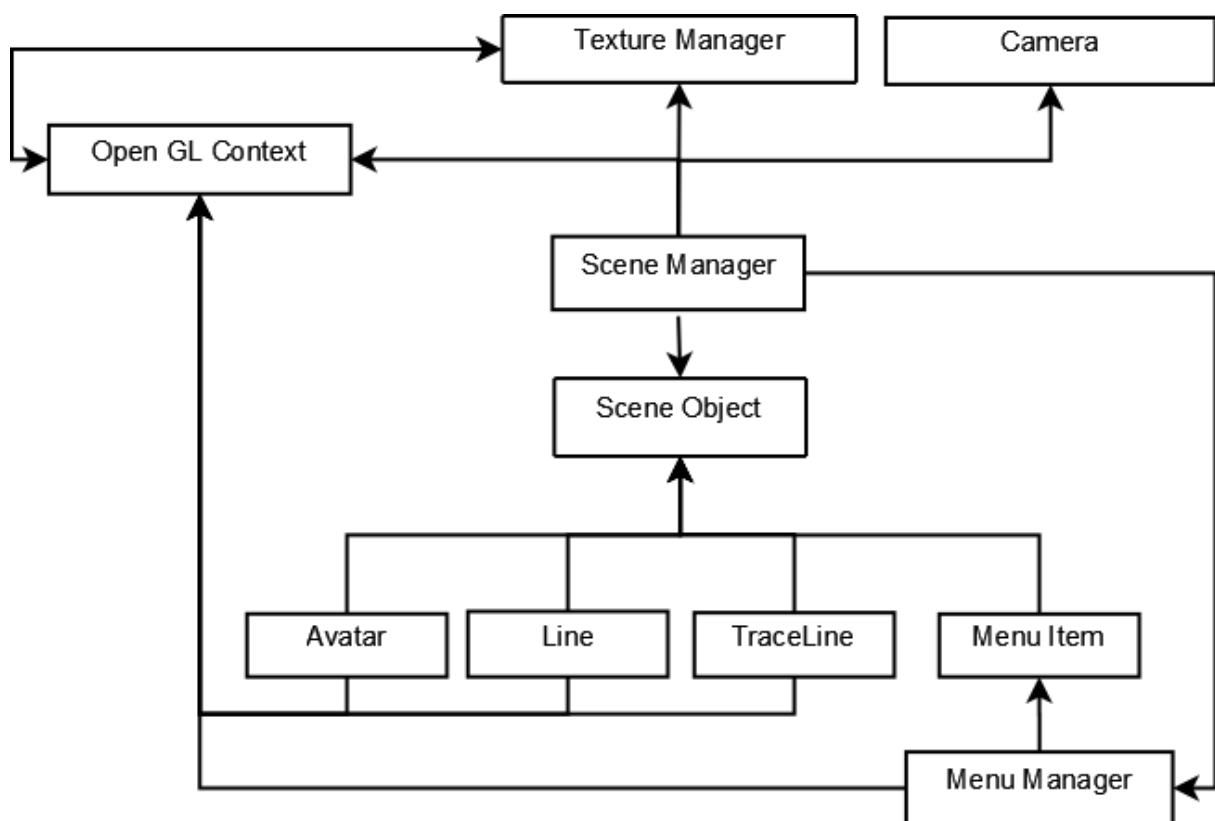 Texture Manager
Camera
Open GL Context
Scene Manager
Scene Object
Avatar
Line
TraceLine
Menu Item
Menu Manager